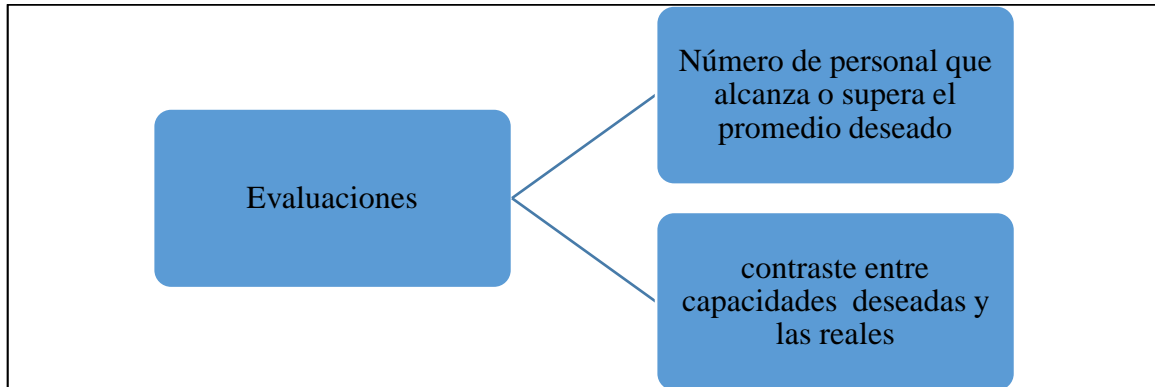 Evaluaciones
Número de personal que
alcanza o supera el
promedio deseado
contraste entre
capacidades  deseadas y
las reales